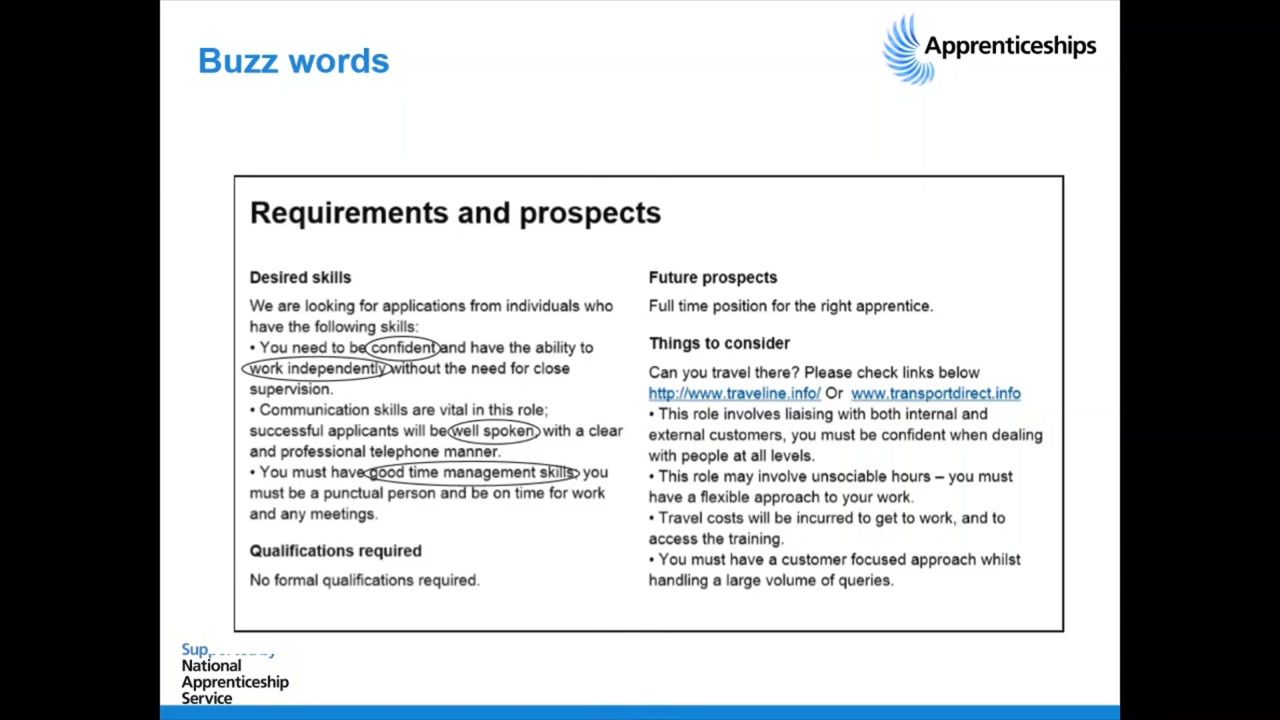 Buzz words
Apprenticeships
Requirements and prospects
Desired skills
We are looking for applications from individuals who
have the following skills:
• You need to be confident and have the ability to
work independently without the need for close
supervision.
• Communication skills are vital in this role;
successful applicants will be well spoken, with a clear
and professional telephone manner.
• You must have good time management skills, you
must be a punctual person and be on time for work
and any meetings.
Qualifications required
No formal qualifications required.
Future prospects
Full time position for the right apprentice.
Things to consider
Can you travel there? Please check links below
http://www.traveline.info/ Or www.transportdirect.info
• This role involves liaising with both internal and
external customers, you must be confident when dealing
with people at all levels.
• This role may involve unsociable hours – you must
have a flexible approach to your work.
• Travel costs will be incurred to get to work, and to
access the training.
• You must have a customer focused approach whilst
handling a large volume of queries.
Supported by
National
Apprenticeship
Service